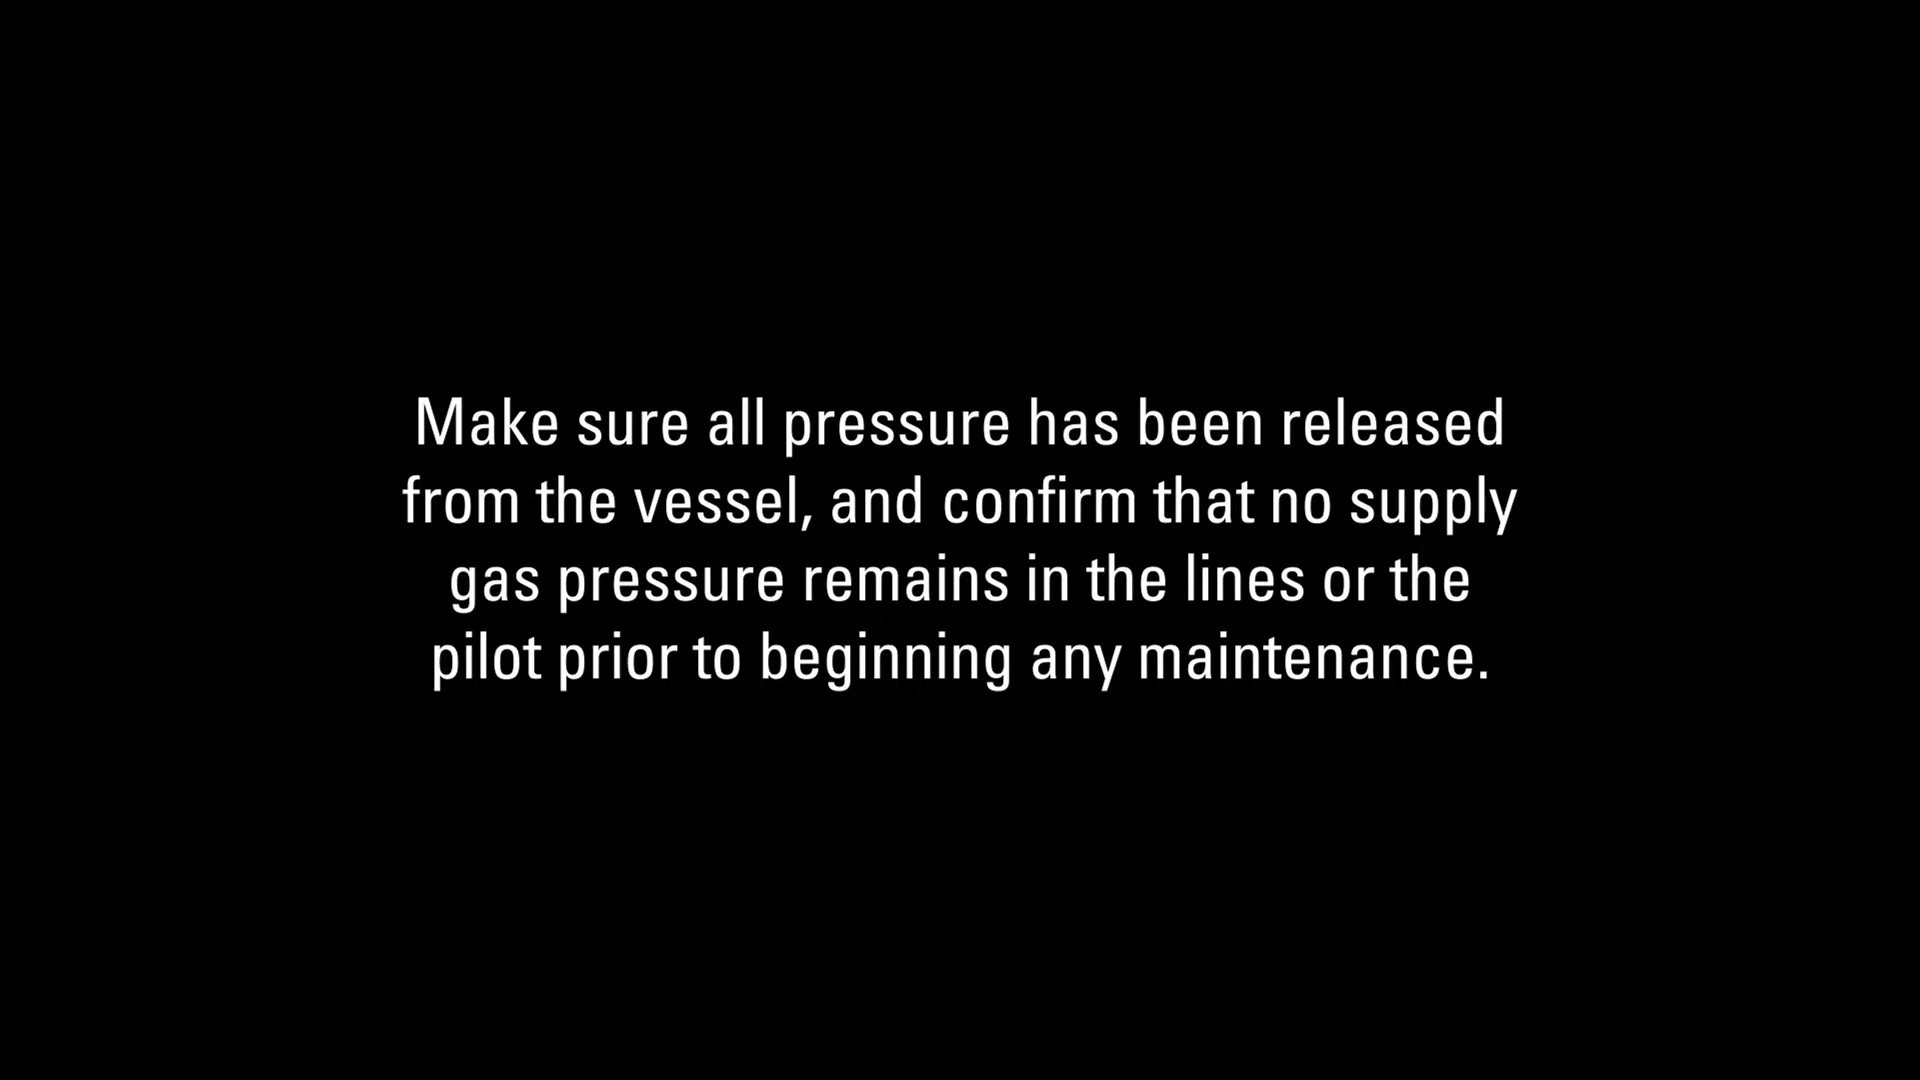 Make sure all pressure has been released
from the vessel, and confirm that no supply
gas pressure remains in the lines or the
pilot prior to beginning any maintenance.